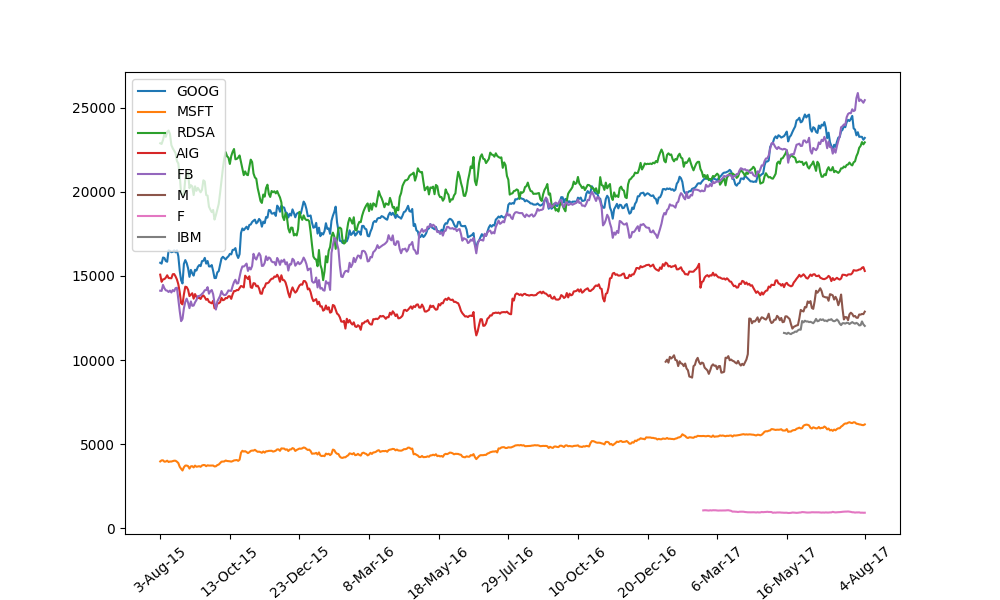 GOOG
MSFT
RDSA
AIG
FB
M
F
IBM
25000
20000
15000
10000
5000
0
3-Aug-15
13-Oct-15
23-Dec-15
8-Mar-16
18-May-16
29-Jul-16
10-Oct-16
20-Dec-16
6-Mar-17
16-May-17
4-Aug-17